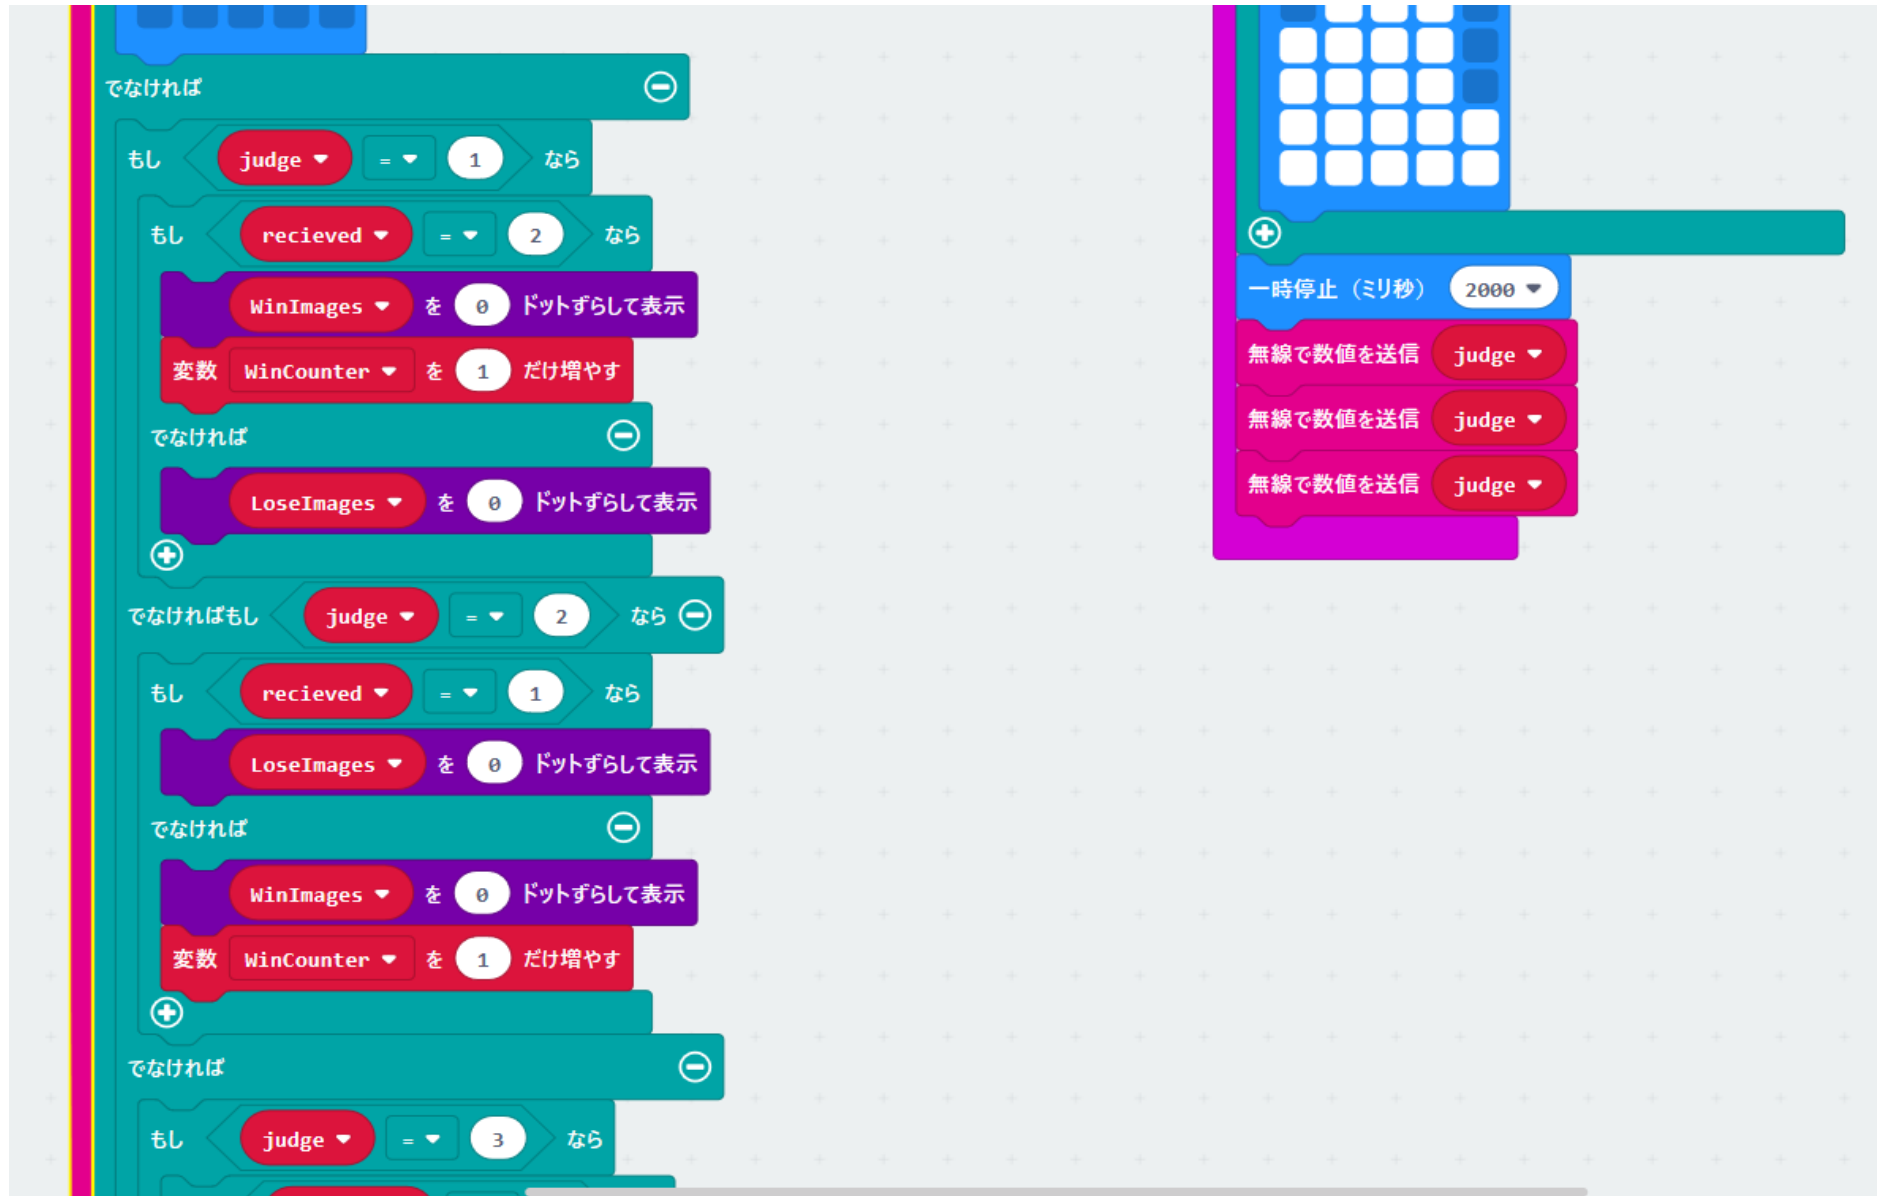 でなければ
もし judge = 1 なら
もし recieved = 2 なら
WinImages を 0 ドットずらして表示
変数 WinCounter を 1 だけ増やす
でなければ
LoseImages を 0 ドットずらして表示
でなければもし judge = 2 なら
もし recieved = 1 なら
LoseImages を 0 ドットずらして表示
でなければ
WinImages を 0 ドットずらして表示
変数 WinCounter を 1 だけ増やす
でなければ
もし judge = 3 なら
一時停止（ミリ秒） 2000
無線で数値を送信 judge
無線で数値を送信 judge
無線で数値を送信 judge